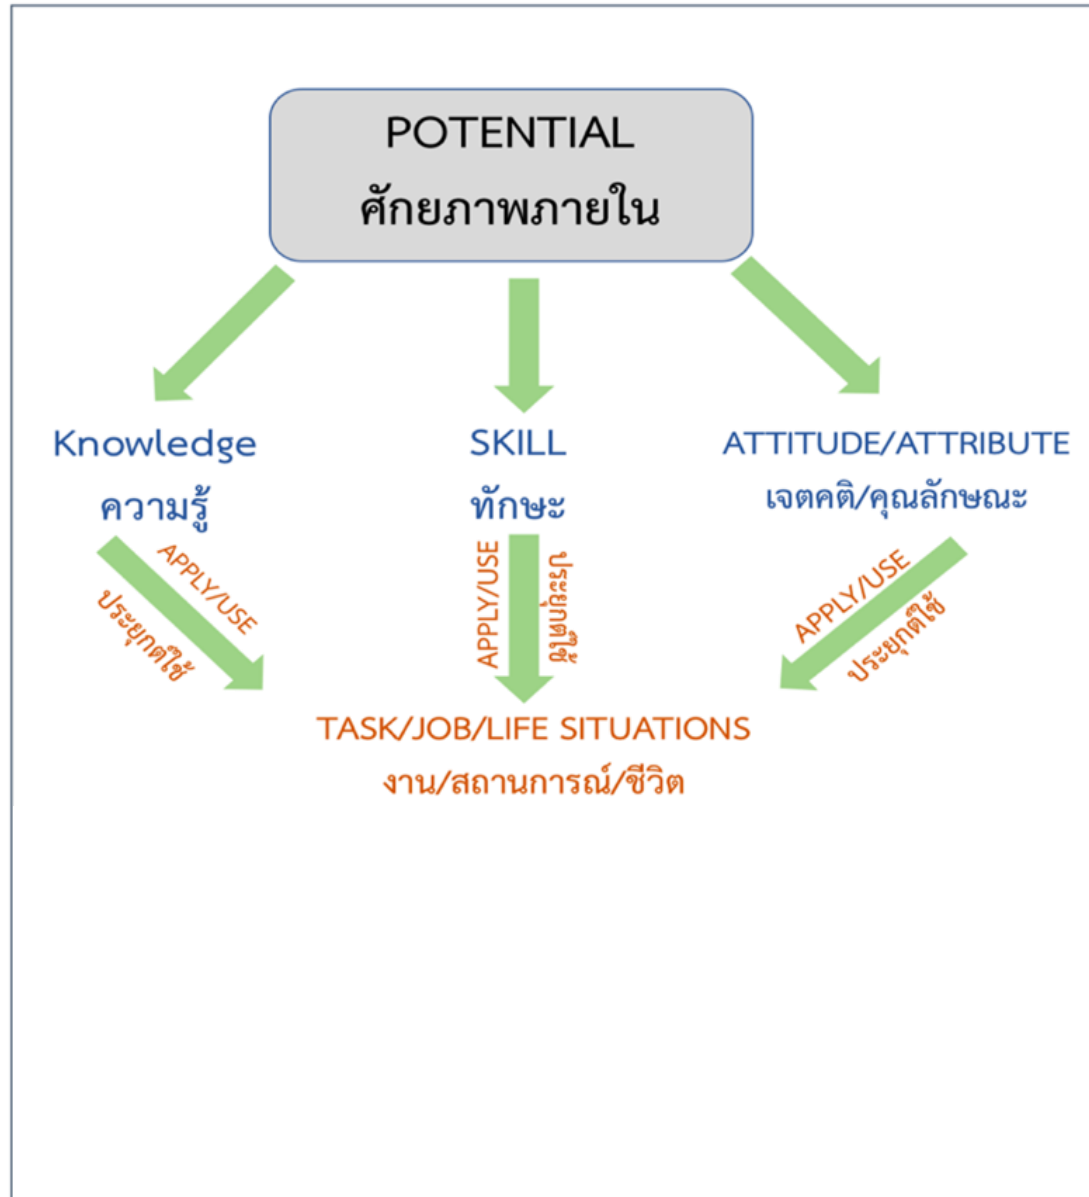 POTENTIAL
ศักยภาพภายใน
Knowledge
ความรู้
SKILL
ทักษะ
ATTITUDE/ATTRIBUTE
เจตคติ/คุณลักษณะ
APPLY/USE
ประยุกต์ใช้
APPLY/USE
ประยุกต์ใช้
APPLY/USE
ประยุกต์ใช้
TASK/JOB/LIFE SITUATIONS
งาน/สถานการณ์/ชีวิต